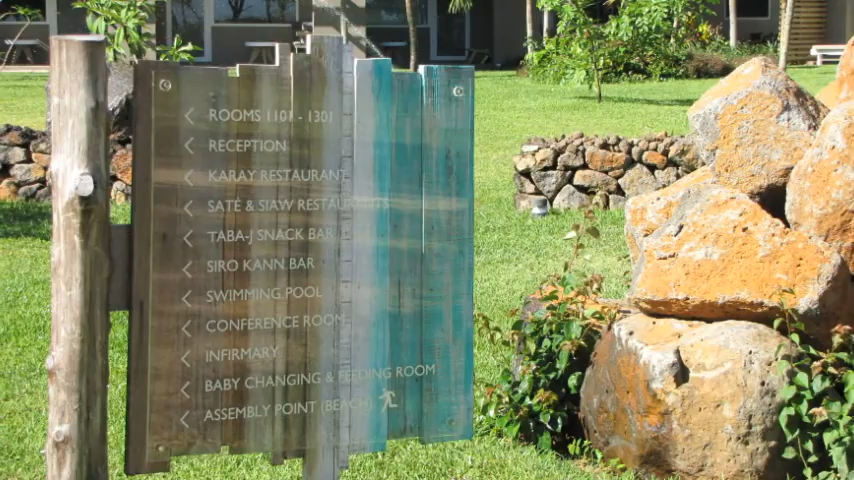 < ROOMS 1101 - 1301
< RECEPTION
< KARAY RESTAURANT
< SATÉ & SIAW RESTAURANTS
< TABA-J SNACK BAR
< SIRO KANN BAR
< SWIMMING POOL
< CONFERENCE ROOM
< INFIRMARY
< BABY CHANGING & FEEDING ROOM
< ASSEMBLY POINT (BEACH)